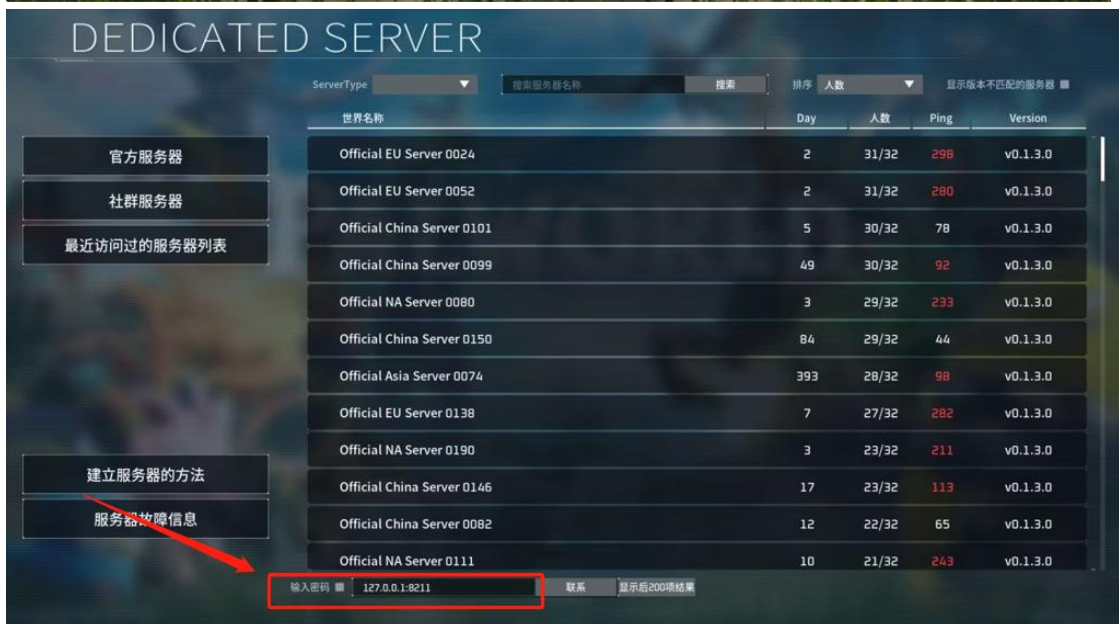 DEDICATED SERVER
ServerType 搜索服务器名称 搜索 排序 人数 显示版本不匹配的服务器
世界名称 Day 人数 Ping Version
官方服务器
社群服务器
最近访问过的服务器列表
建立服务器的方法
服务器故障信息
Official EU Server 0024 2 31/32 298 v0.1.3.0
Official EU Server 0052 2 31/32 280 v0.1.3.0
Official China Server 0101 5 30/32 78 v0.1.3.0
Official China Server 0099 49 30/32 92 v0.1.3.0
Official NA Server 0080 3 29/32 233 v0.1.3.0
Official China Server 0150 84 29/32 44 v0.1.3.0
Official Asia Server 0074 393 28/32 98 v0.1.3.0
Official EU Server 0138 7 27/32 282 v0.1.3.0
Official NA Server 0190 3 23/32 211 v0.1.3.0
Official China Server 0146 17 23/32 113 v0.1.3.0
Official China Server 0082 12 22/32 65 v0.1.3.0
Official NA Server 0111 10 21/32 243 v0.1.3.0
输入密码 127.0.0.1:8211 联系 显示后200项结果